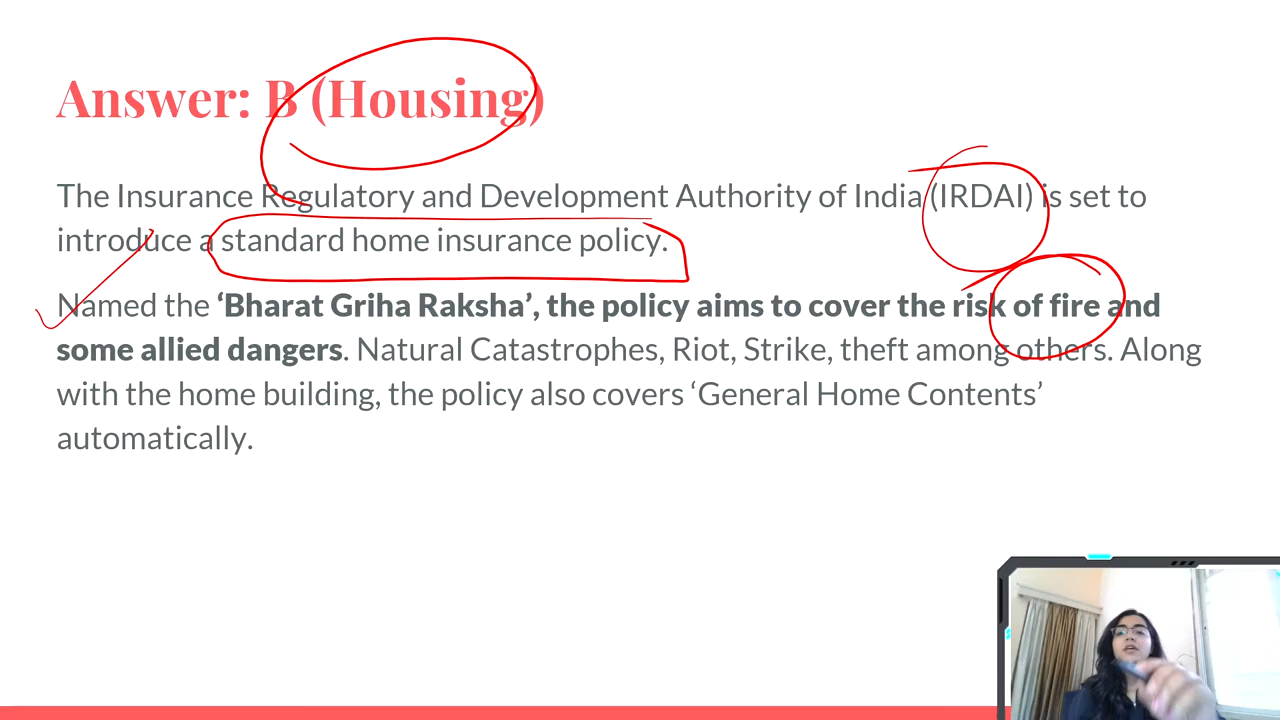 Answer: B (Housing)
The Insurance Regulatory and Development Authority of India (IRDAI) is set to
introduce a standard home insurance policy.
Named the ‘Bharat Griha Raksha’, the policy aims to cover the risk of fire and
some allied dangers. Natural Catastrophes, Riot, Strike, theft among others. Along
with the home building, the policy also covers ‘General Home Contents’
automatically.